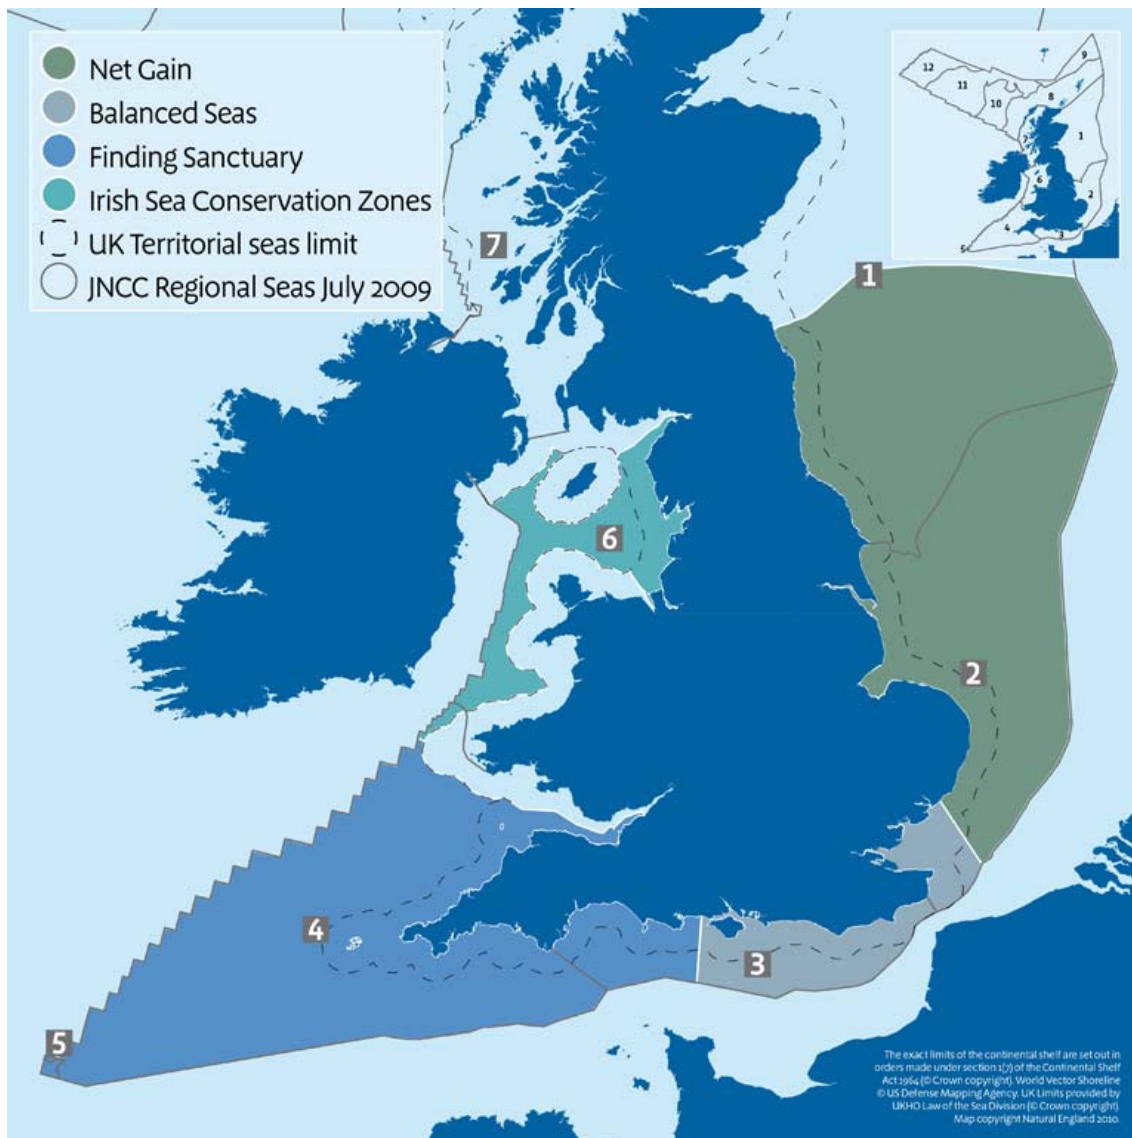 Net Gain
Balanced Seas
Finding Sanctuary
Irish Sea Conservation Zones
UK Territorial seas limit
JNCC Regional Seas July 2009
12
11
10
9
8
7
1
6
2
4
3
5
7
1
6
2
4
3
5
The exact limits of the continental shelf are set out in
orders made under section 1(7) of the Continental Shelf
Act 1964 (© Crown copyright). World Vector Shoreline
© US Defense Mapping Agency. UK Limits provided by
UKHO Law of the Sea Division (© Crown copyright).
Map copyright Natural England 2010.